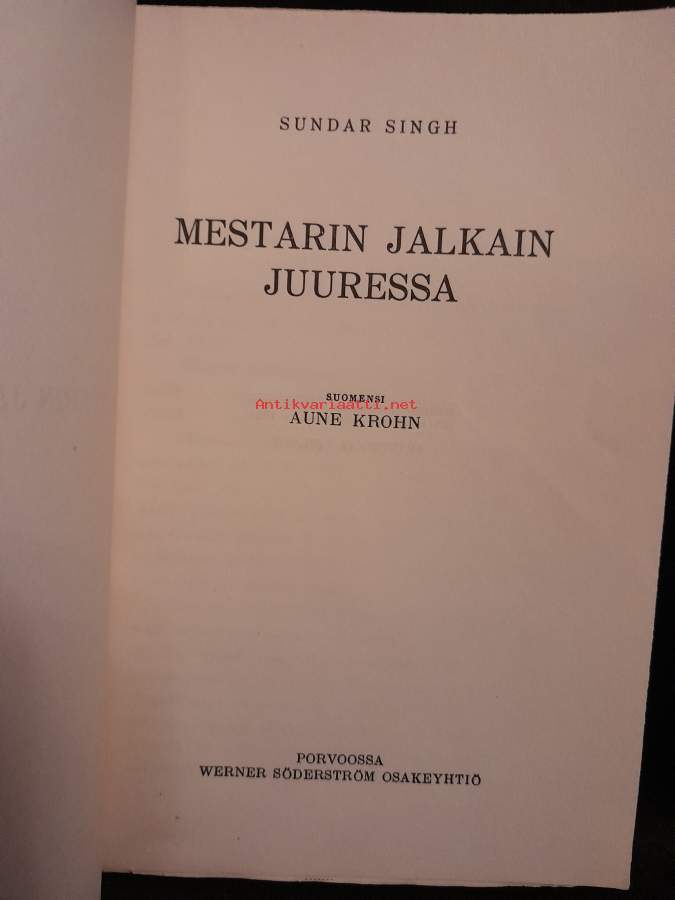 SUNDAR SINGH
MESTARIN JALKAIN
JUURESSA
SUOMENSI
Antikvariaatti.net
AUNE KROHN
PORVOOSSA
WERNER SÖDERSTRÖM OSAKEYHTIÖ